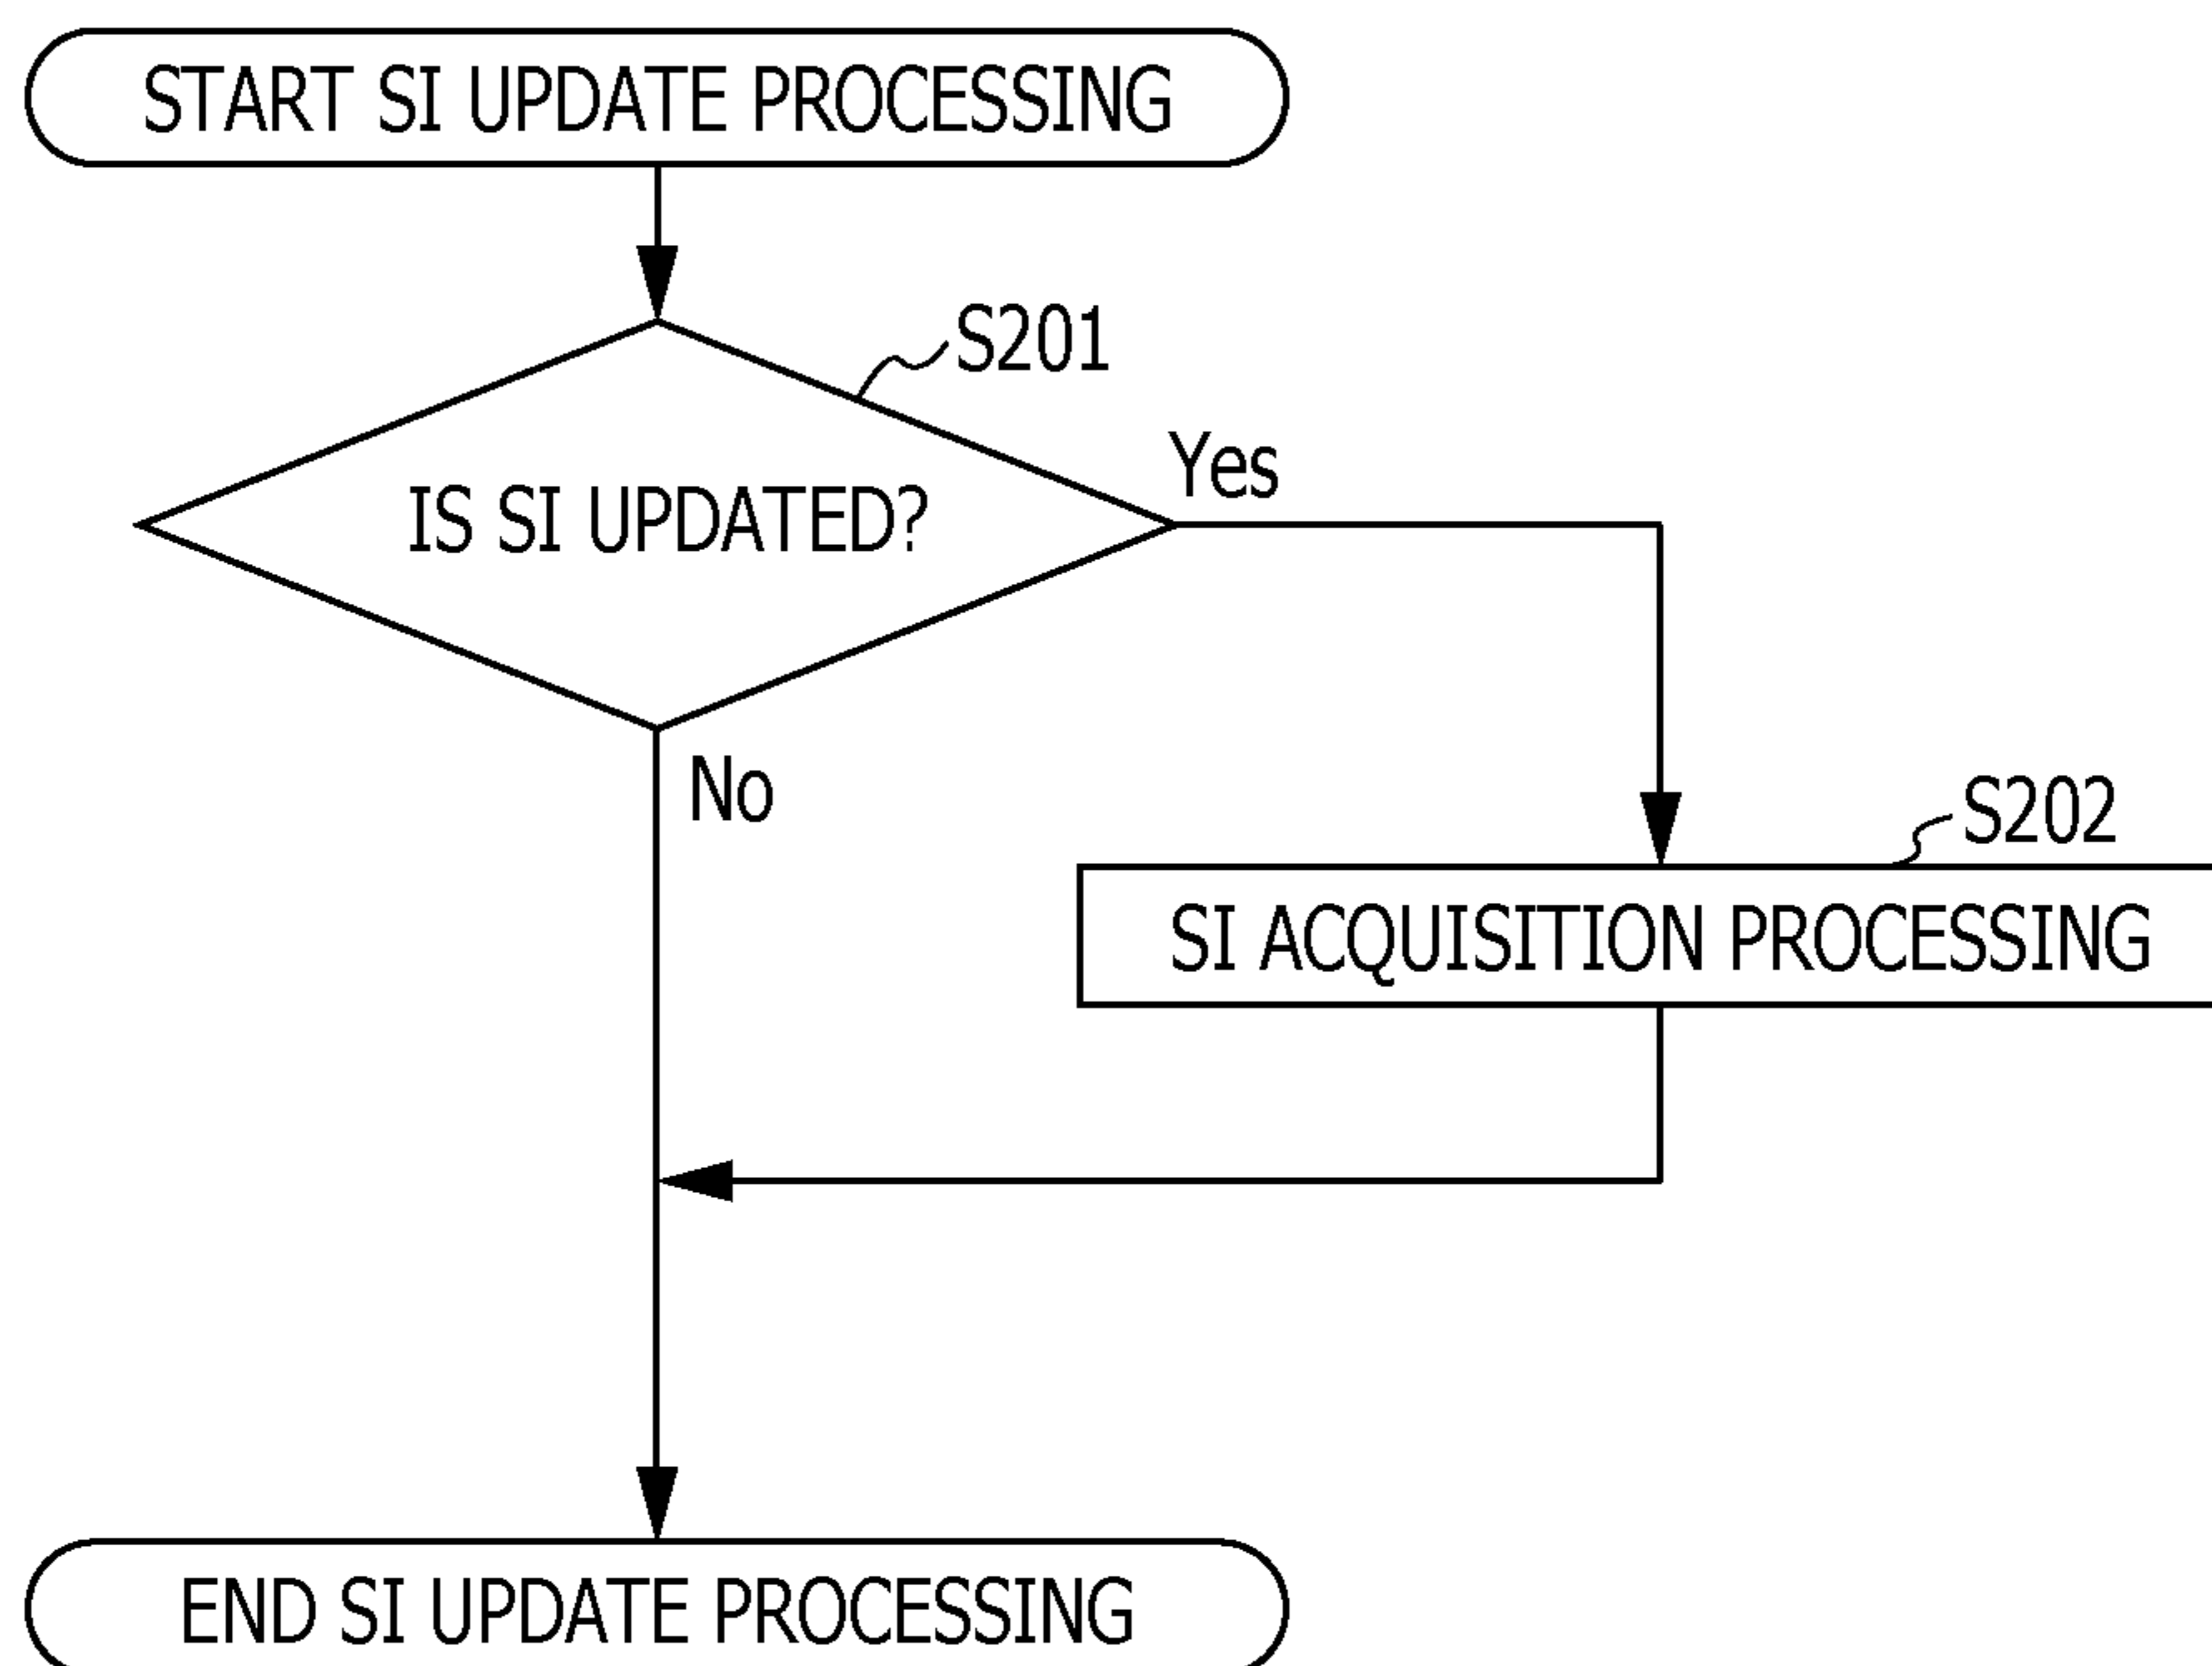 START SI UPDATE PROCESSING
S201
Yes
IS SI UPDATED?
No
S202
SI ACQUISITION PROCESSING
END SI UPDATE PROCESSING